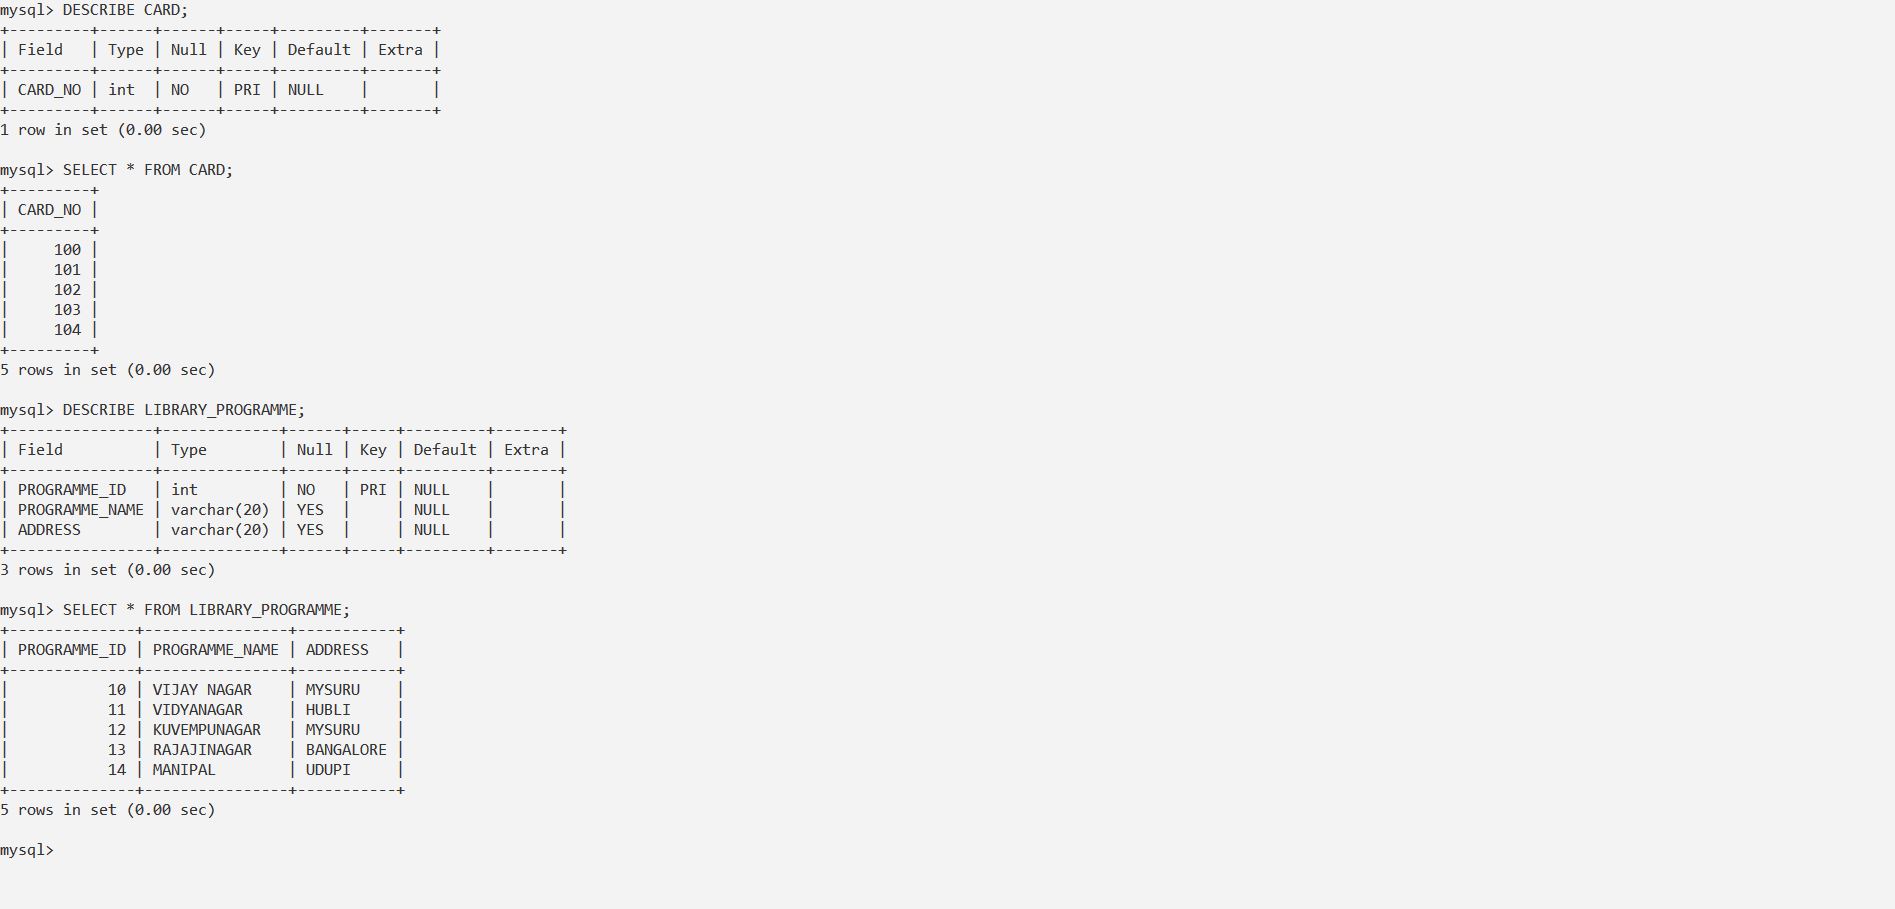 mysql> DESCRIBE CARD;
+---------+------+------+-----+---------+-------+
| Field   | Type | Null | Key | Default | Extra |
+---------+------+------+-----+---------+-------+
| CARD_NO | int  | NO   | PRI | NULL    |       |
+---------+------+------+-----+---------+-------+
1 row in set (0.00 sec)

mysql> SELECT * FROM CARD;
+---------+
| CARD_NO |
+---------+
|     100 |
|     101 |
|     102 |
|     103 |
|     104 |
+---------+
5 rows in set (0.00 sec)

mysql> DESCRIBE LIBRARY_PROGRAMME;
+----------------+-------------+------+-----+---------+-------+
| Field          | Type        | Null | Key | Default | Extra |
+----------------+-------------+------+-----+---------+-------+
| PROGRAMME_ID   | int         | NO   | PRI | NULL    |       |
| PROGRAMME_NAME | varchar(20) | YES  |     | NULL    |       |
| ADDRESS        | varchar(20) | YES  |     | NULL    |       |
+----------------+-------------+------+-----+---------+-------+
3 rows in set (0.00 sec)

mysql> SELECT * FROM LIBRARY_PROGRAMME;
+--------------+----------------+-----------+
| PROGRAMME_ID | PROGRAMME_NAME | ADDRESS   |
+--------------+----------------+-----------+
|           10 | VIJAY NAGAR    | MYSURU    |
|           11 | VIDYANAGAR     | HUBLI     |
|           12 | KUVEMPUNAGAR   | MYSURU    |
|           13 | RAJAJINAGAR    | BANGALORE |
|           14 | MANIPAL        | UDUPI     |
+--------------+----------------+-----------+
5 rows in set (0.00 sec)

mysql>